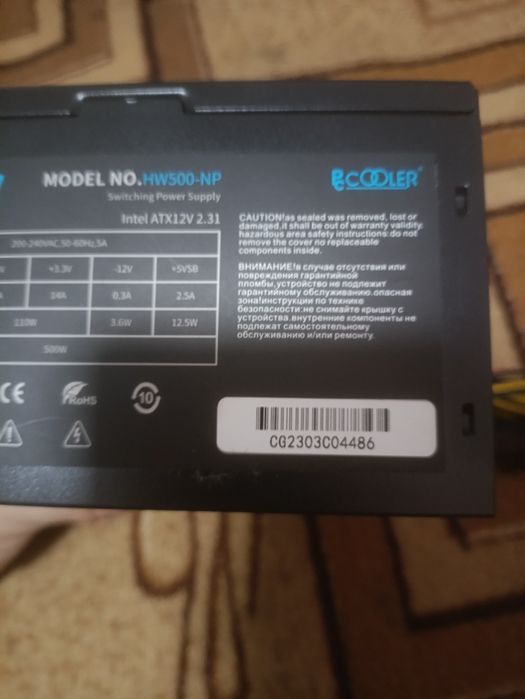 MODEL NO.HW500-NP
Switching Power Supply
Intel ATX12V 2.31
200-240VAC,50-60Hz,5A
+3.3V -12V +5VSB
0.3A 2.5A
3.6W 12.5W
500W
CE
RoHS
10
PCCOOLER
CAUTION!as sealed was removed, lost or
damaged,it shall be out of warranty validity.
hazardous area safety instructions:do not
remove the cover no replaceable
components inside.
ВНИМАНИЕ!в случае отсутствия или
повреждения гарантийной
пломбы,устройство не подлежит
гарантийному обслуживанию.опасная
зона!инструкции по технике
безопасности:не снимайте крышку с
устройства.внутренние компоненты не
подлежат самостоятельному
обслуживанию и/или ремонту.
CG2303C04486